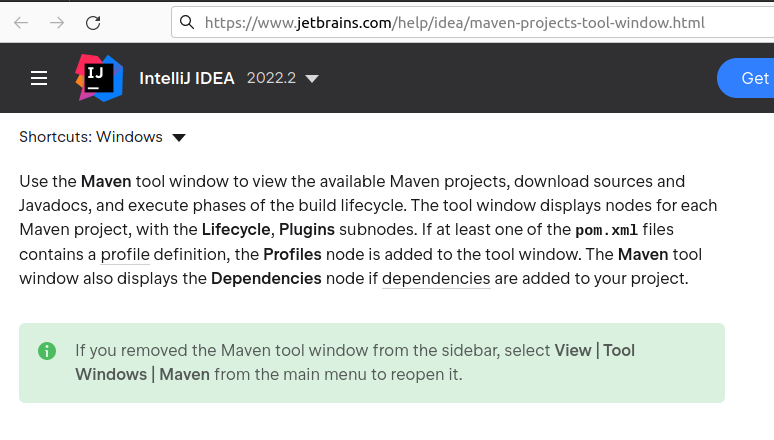 https://www.jetbrains.com/help/idea/maven-projects-tool-window.html
IJ
IntelliJ IDEA 2022.2
Get
Shortcuts: Windows
Use the Maven tool window to view the available Maven projects, download sources and
Javadocs, and execute phases of the build lifecycle. The tool window displays nodes for each
Maven project, with the Lifecycle, Plugins subnodes. If at least one of the pom.xml files
contains a profile definition, the Profiles node is added to the tool window. The Maven tool
window also displays the Dependencies node if dependencies are added to your project.
If you removed the Maven tool window from the sidebar, select View | Tool
Windows | Maven from the main menu to reopen it.